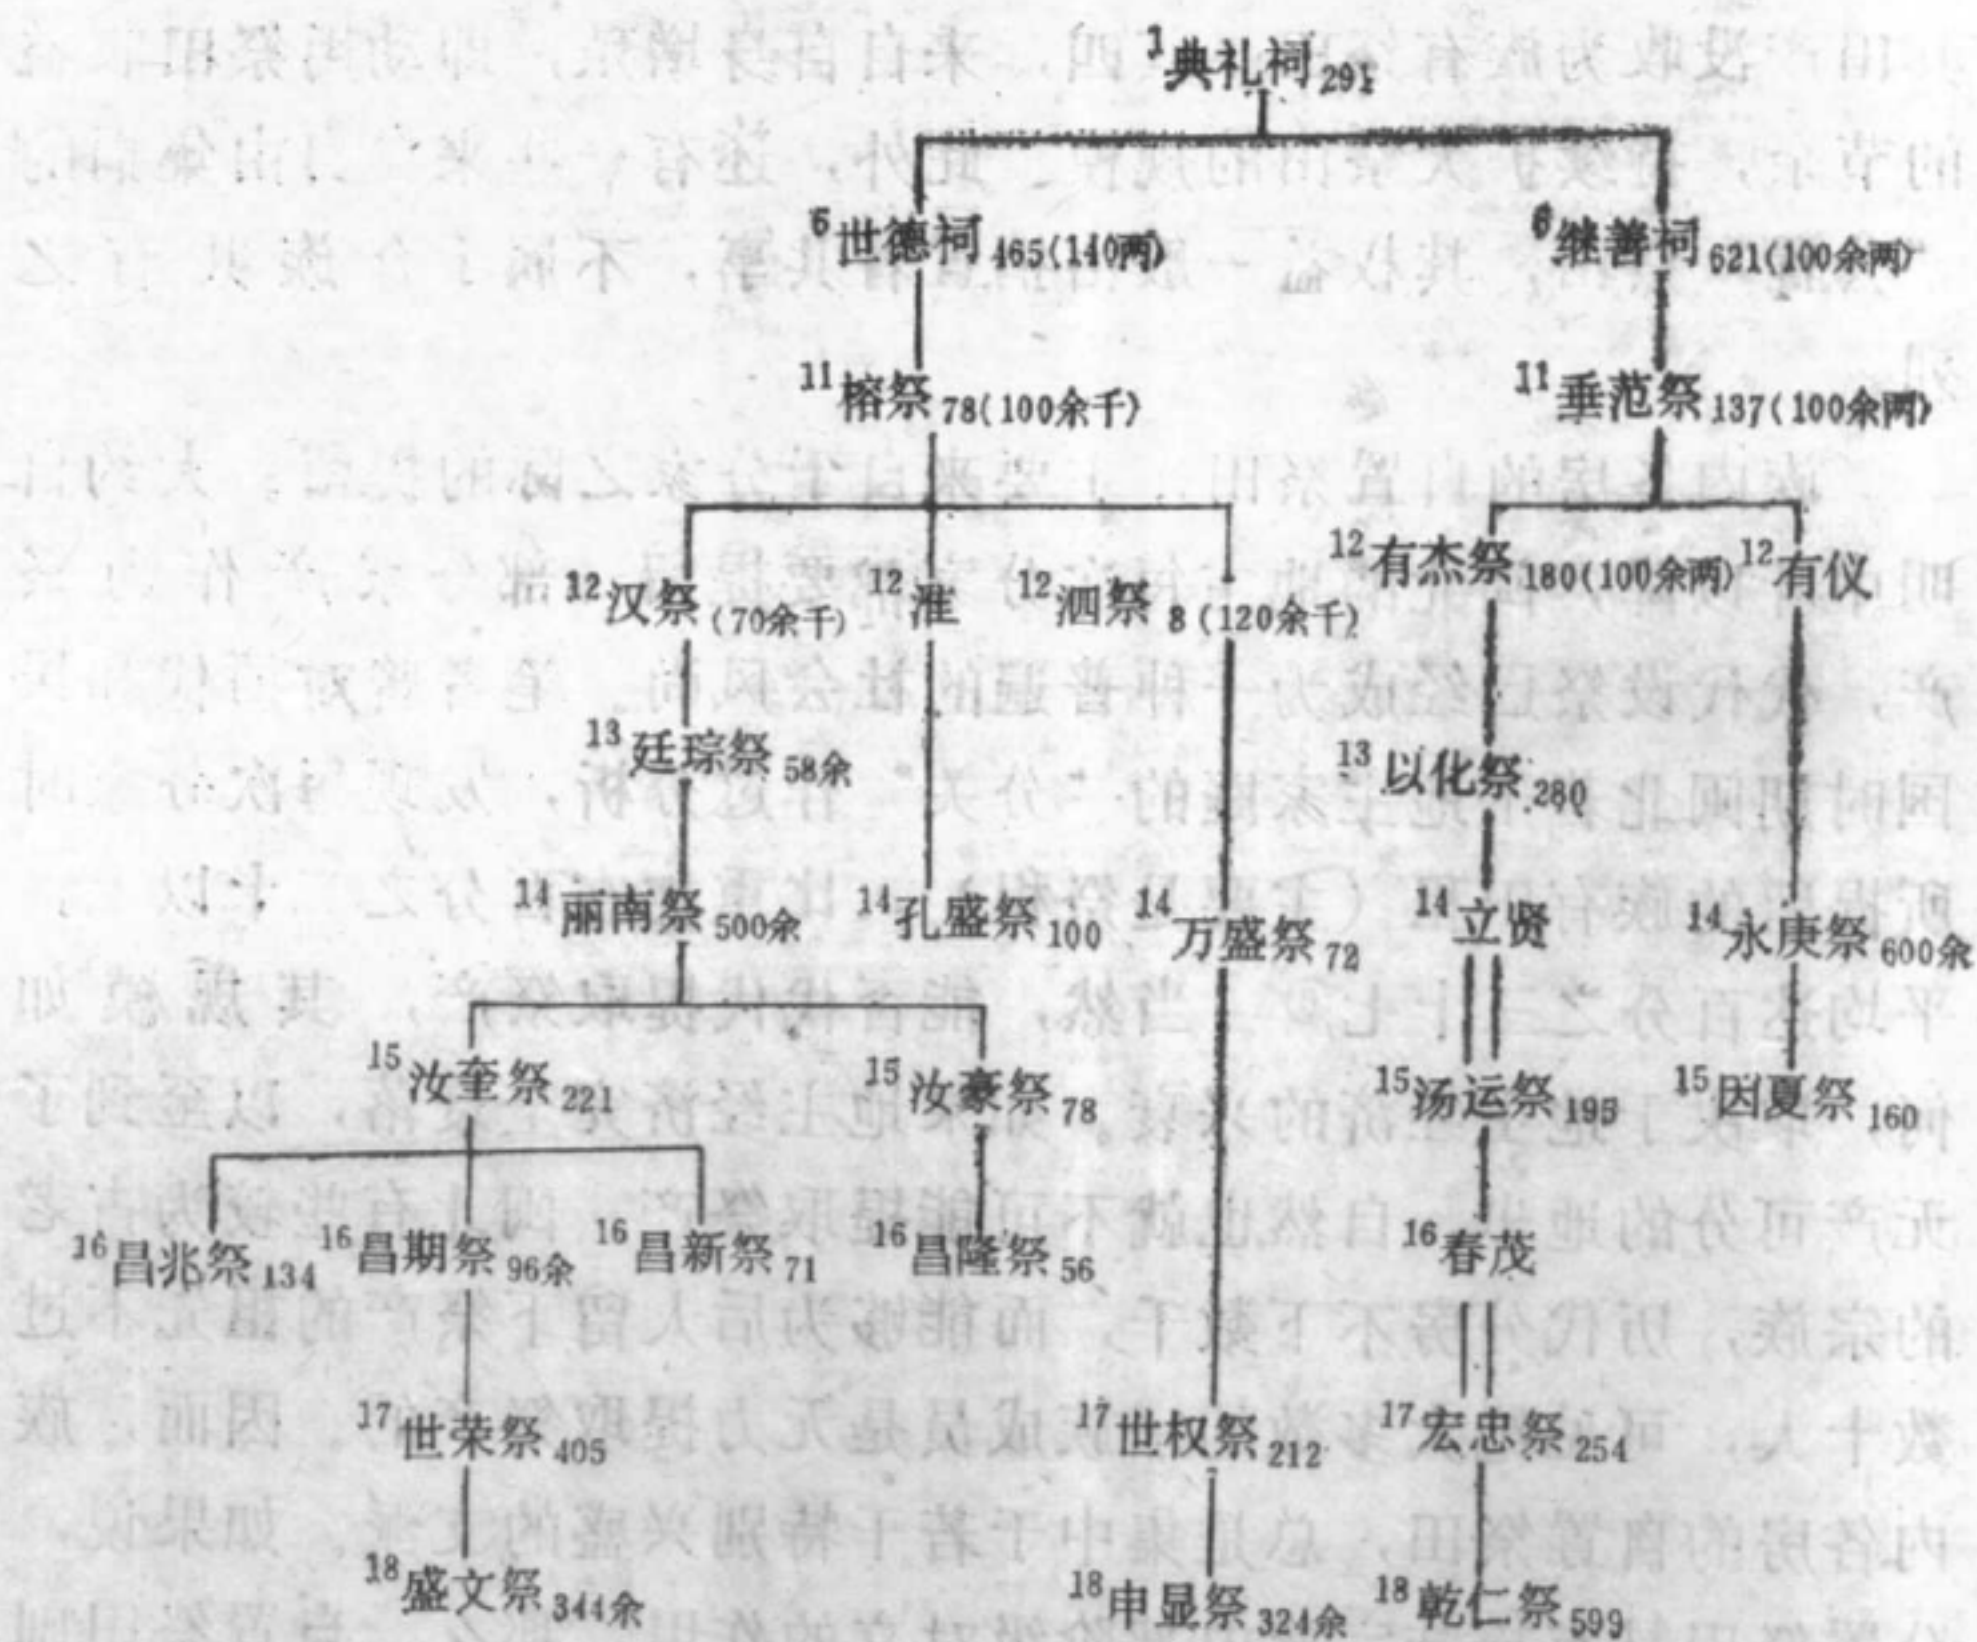 1典礼祠291
6世德祠465(140两) 6继善祠621(100余两)
11榕祭78(100余千) 11垂范祭137(100余两)
12汉祭(70余千) 12淮 12泗祭8(120余千) 12有杰祭180(100余两) 12有仪
13廷琮祭58余 13以化祭280
14丽南祭500余 14孔盛祭100 14万盛祭72 14立贤 14永庚祭600余
15汝奎祭221 15汝豪祭78 15汤运祭195 15因夏祭160
16昌兆祭134 16昌期祭96余 16昌新祭71 16昌隆祭56 16春茂
17世荣祭405 17世权祭212 17宏忠祭254
18盛文祭344余 18申显祭324余 18乾仁祭599